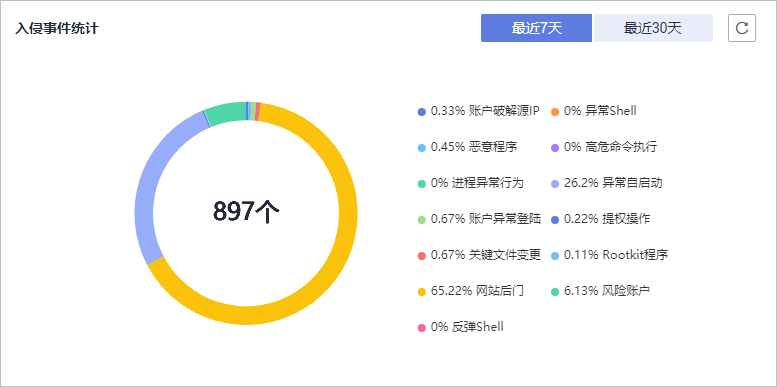 入侵事件统计
最近7天
最近30天
897个
0.33% 账户破解源IP
0% 异常Shell
0.45% 恶意程序
0% 高危命令执行
0% 进程异常行为
26.2% 异常自启动
0.67% 账户异常登陆
0.22% 提权操作
0.67% 关键文件变更
0.11% Rootkit程序
65.22% 网站后门
6.13% 风险账户
0% 反弹Shell